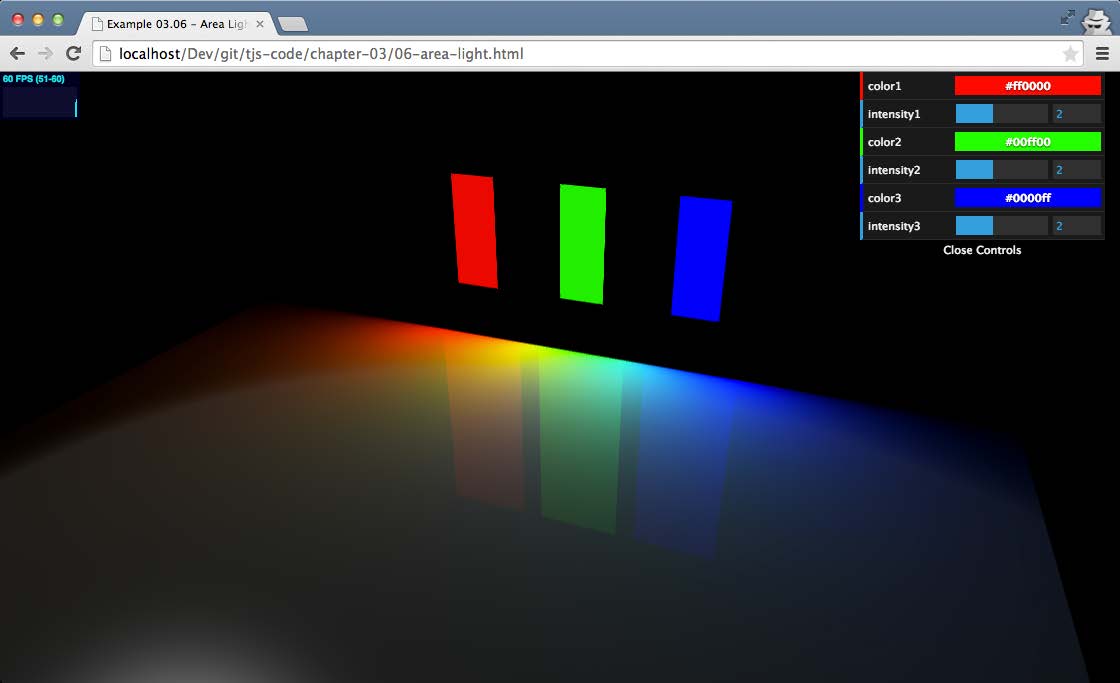 Example 03.06 - Area Lig
localhost/Dev/git/tjs-code/chapter-03/06-area-light.html
60 FPS (51-60)
color1 #ff0000
intensity1 2
color2 #00ff00
intensity2 2
color3 #0000ff
intensity3 2
Close Controls